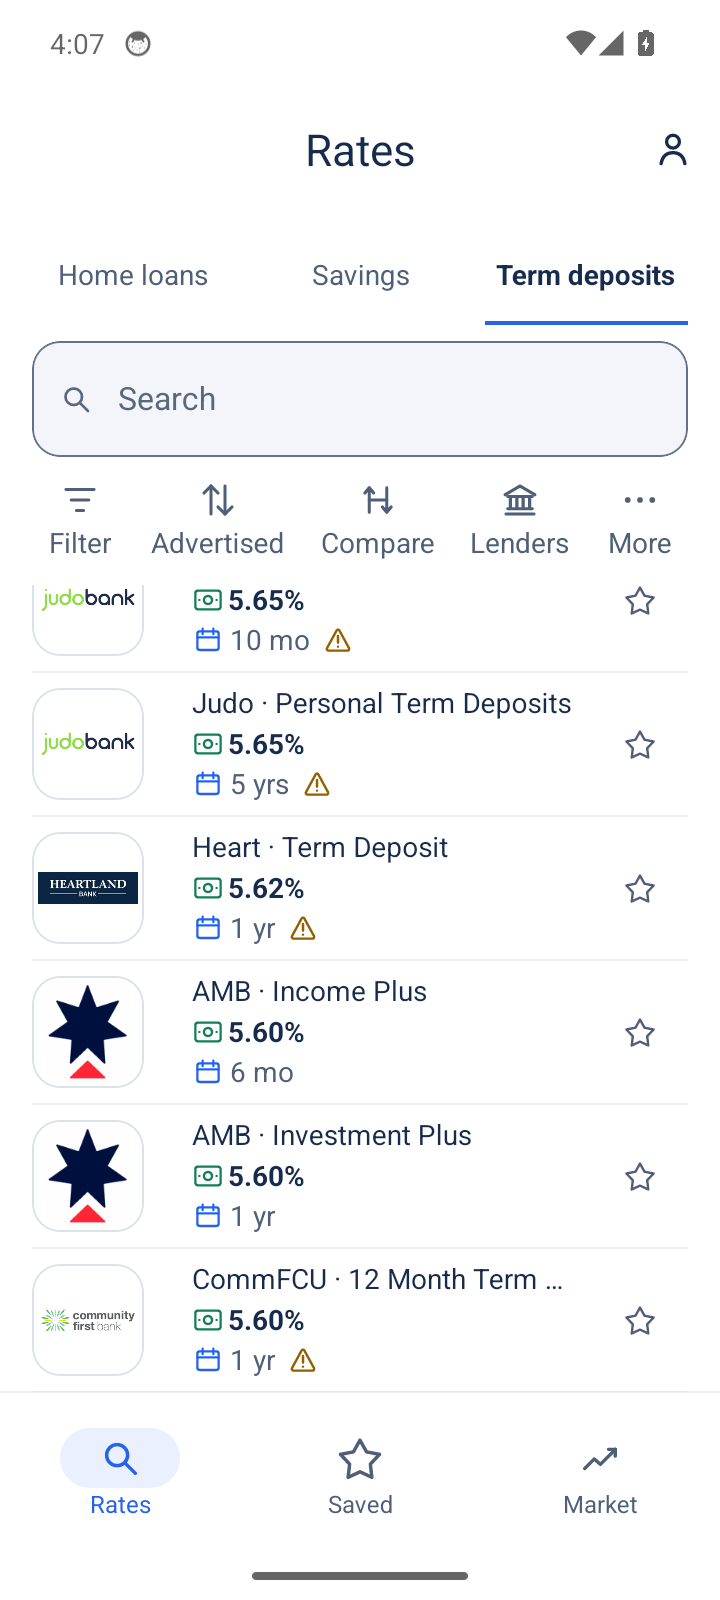 4:07
Rates
Home loans
Savings
Term deposits
Search
Filter
Advertised
Compare
Lenders
More
judobank
5.65%
10 mo
judobank
Judo · Personal Term Deposits
5.65%
5 yrs
HEARTLAND
BANK
Heart · Term Deposit
5.62%
1 yr
AMB · Income Plus
5.60%
6 mo
AMB · Investment Plus
5.60%
1 yr
community
first bank
CommFCU · 12 Month Term ...
5.60%
1 yr
Rates
Saved
Market